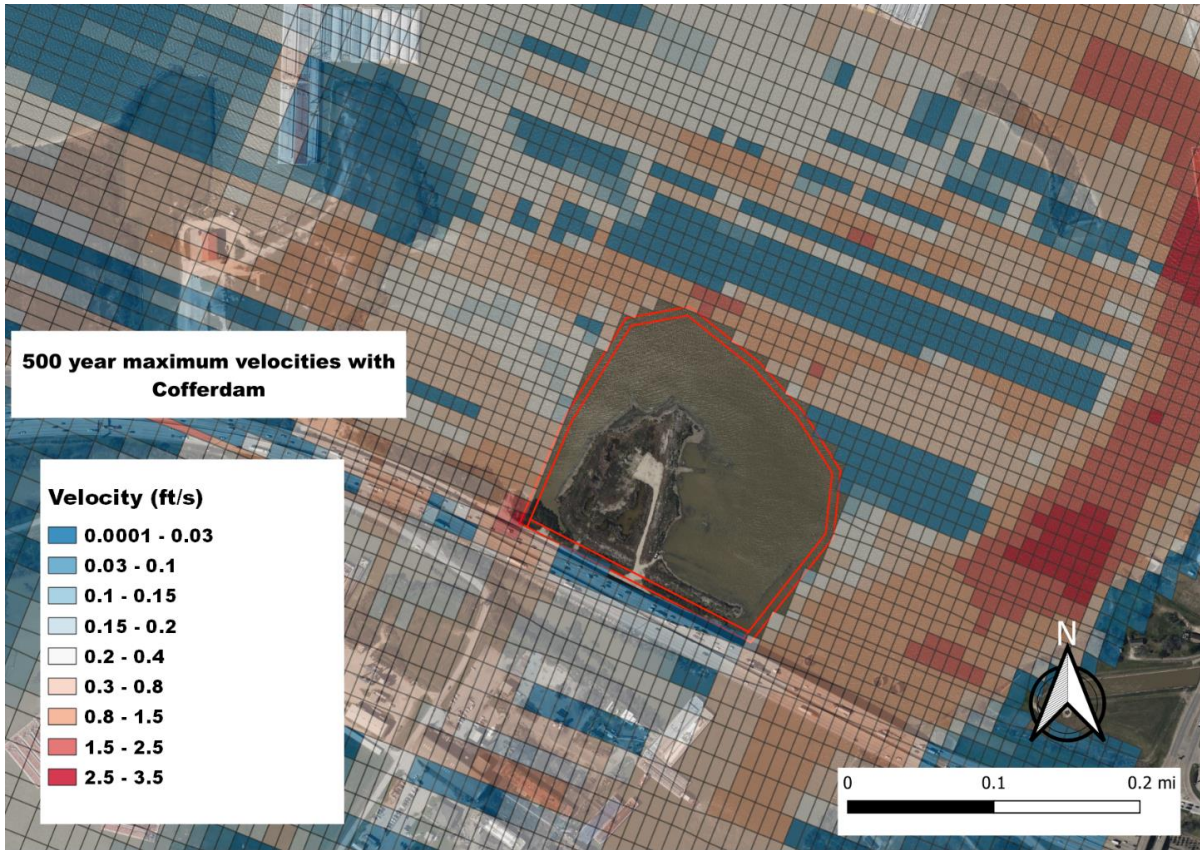 500 year maximum velocities with
Cofferdam
Velocity (ft/s)
0.0001 - 0.03
0.03 - 0.1
0.1 - 0.15
0.15 - 0.2
0.2 - 0.4
0.3 - 0.8
0.8 - 1.5
1.5 - 2.5
2.5 - 3.5
N
0 0.1 0.2 mi